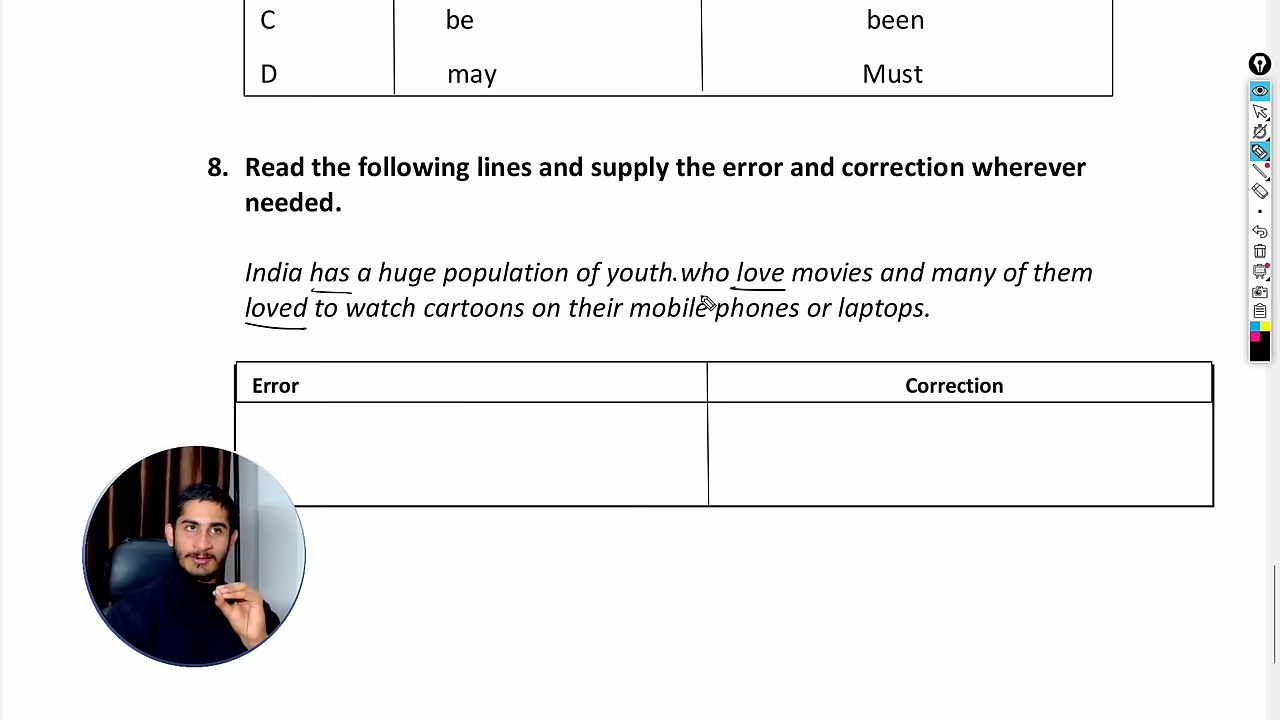 C be been
D may Must
8. Read the following lines and supply the error and correction wherever
needed.
India has a huge population of youth.who love movies and many of them
loved to watch cartoons on their mobile phones or laptops.
Error Correction